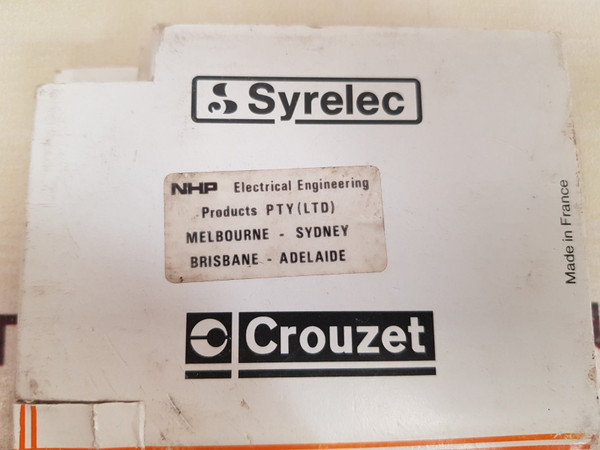 Syrelec
NHP Electrical Engineering
Products PTY(LTD)
MELBOURNE - SYDNEY
BRISBANE - ADELAIDE
Made in France
Crouzet